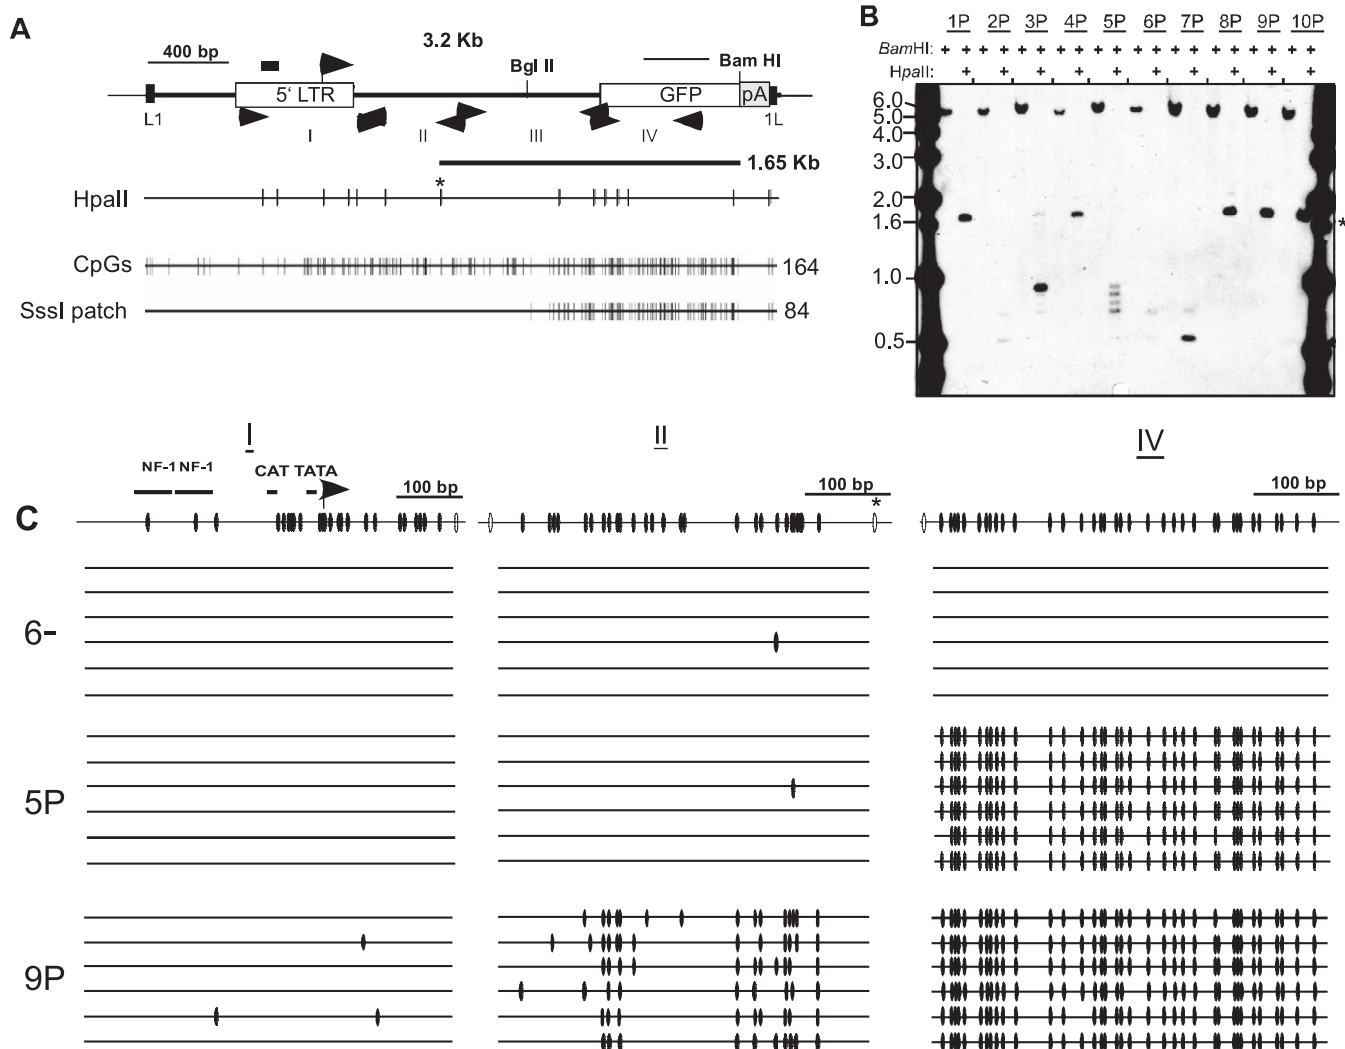 A
400 bp
3.2 Kb
Bgl II
Bam HI
5' LTR
GFP
pA
L1
I
II
III
IV
1L
1.65 Kb
*
HpaII
CpGs
164
SssI patch
84
B
1P 2P 3P 4P 5P 6P 7P 8P 9P 10P
BamHI: + + + + + + + + + + + + + + + + + + + +
HpaII: + + + + + + + + + +
6.0
5.0
4.0
3.0
2.0
1.6
*
1.0
0.5
I
II
IV
NF-1 NF-1
CAT TATA
100 bp
100 bp
100 bp
*
C
6-
5P
9P